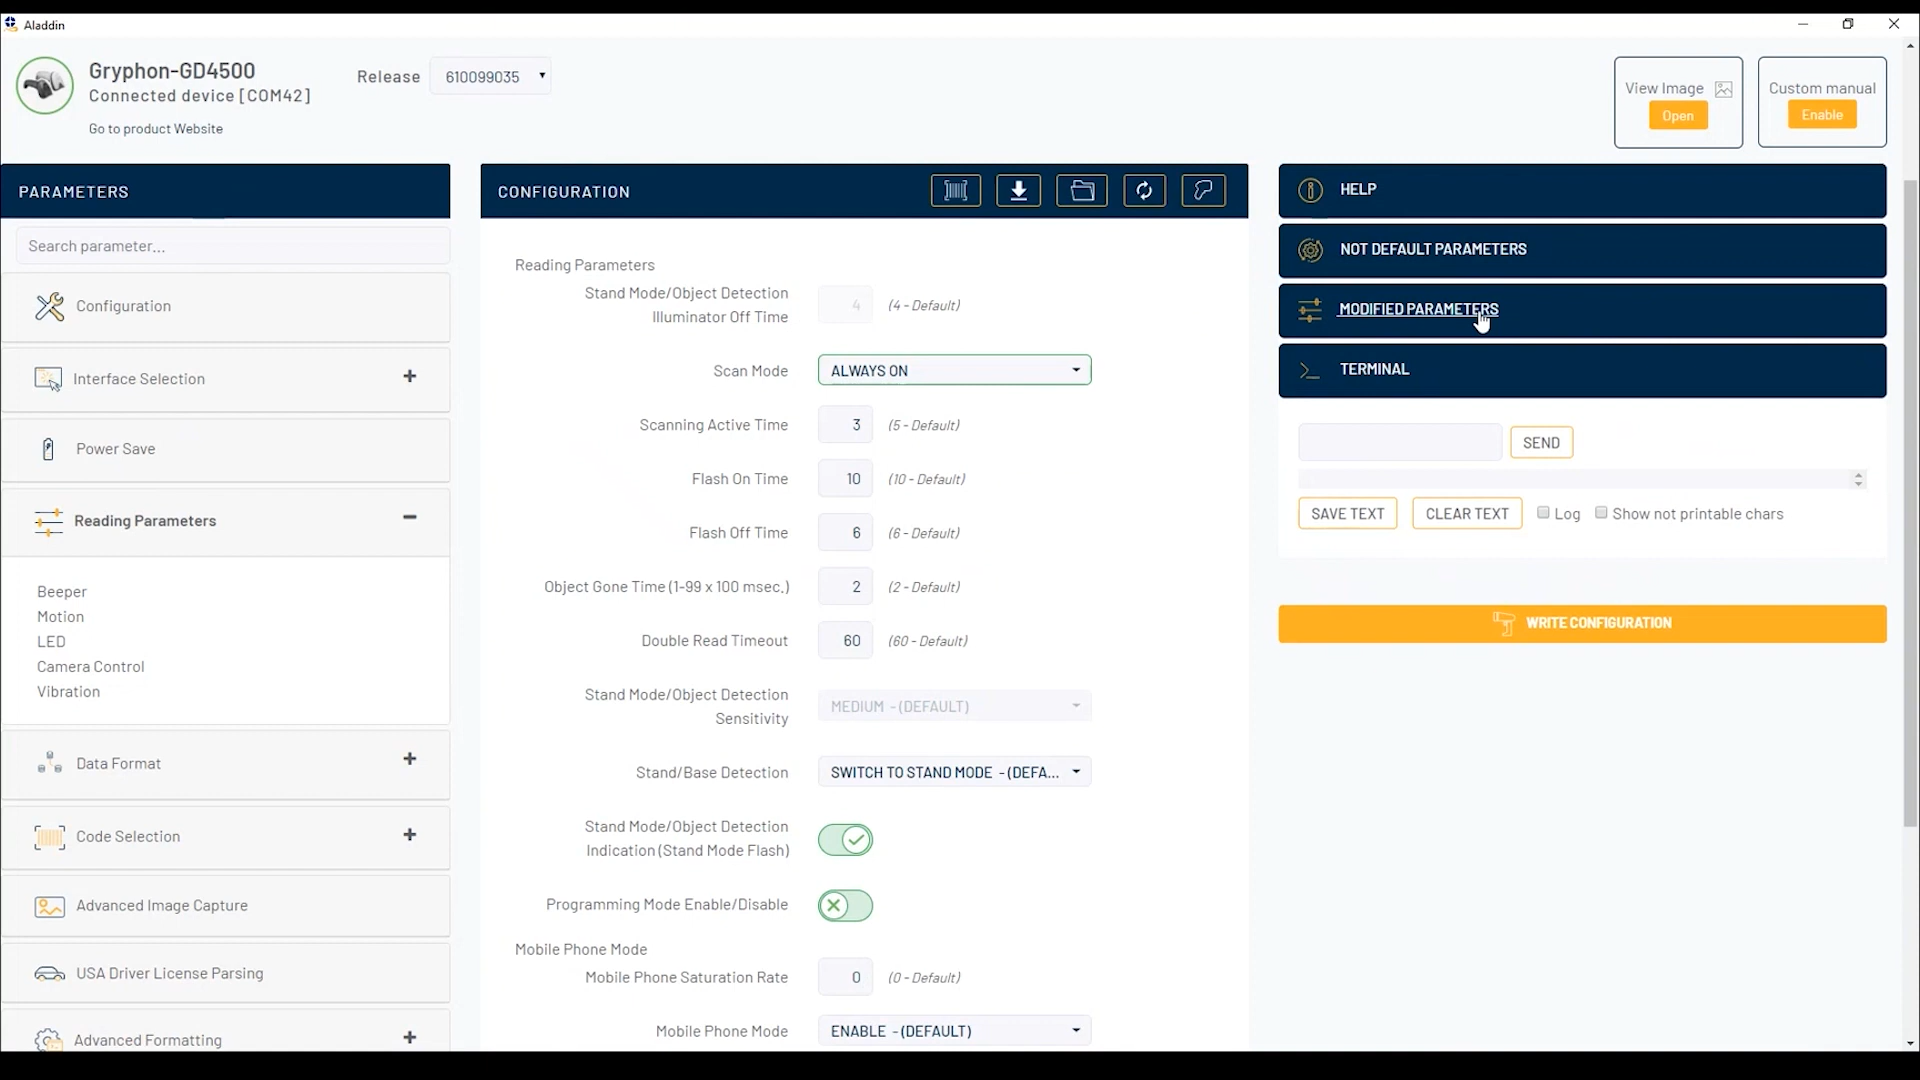 Aladdin
Gryphon-GD4500
Connected device [COM42]
Go to product Website
Release
610099035
View Image
Open
Custom manual
Enable
PARAMETERS
Search parameter...
Configuration
Interface Selection
Power Save
Reading Parameters
Beeper
Motion
LED
Camera Control
Vibration
Data Format
Code Selection
Advanced Image Capture
USA Driver License Parsing
Advanced Formatting
CONFIGURATION
Reading Parameters
Stand Mode/Object Detection
Illuminator Off Time
4
(4 - Default)
Scan Mode
ALWAYS ON
Scanning Active Time
3
(5 - Default)
Flash On Time
10
(10 - Default)
Flash Off Time
6
(6 - Default)
Object Gone Time (1-99 x 100 msec.)
2
(2 - Default)
Double Read Timeout
60
(60 - Default)
Stand Mode/Object Detection
Sensitivity
MEDIUM - (DEFAULT)
Stand/Base Detection
SWITCH TO STAND MODE - (DEFA...
Stand Mode/Object Detection
Indication (Stand Mode Flash)
Programming Mode Enable/Disable
Mobile Phone Mode
Mobile Phone Saturation Rate
0
(0 - Default)
Mobile Phone Mode
ENABLE - (DEFAULT)
HELP
NOT DEFAULT PARAMETERS
MODIFIED PARAMETERS
TERMINAL
SEND
SAVE TEXT
CLEAR TEXT
Log
Show not printable chars
WRITE CONFIGURATION